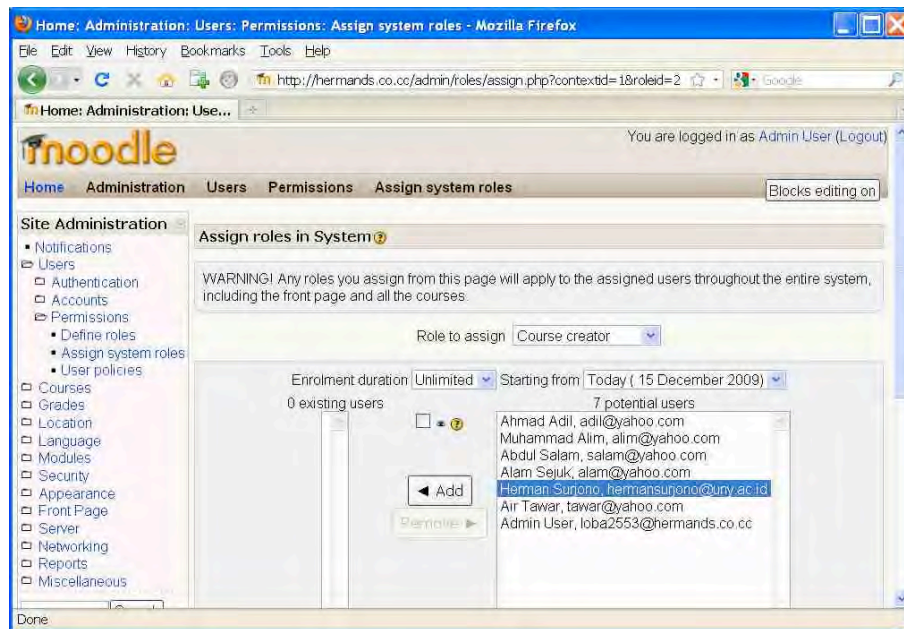 Home: Administration: Users: Permissions: Assign system roles - Mozilla Firefox
File Edit View History Bookmarks Tools Help
http://hermands.co.cc/admin/roles/assign.php?contextid=1&roleid=2 Google
Home: Administration: Use...
moodle
You are logged in as Admin User (Logout)
Home Administration Users Permissions Assign system roles
Blocks editing on
Site Administration
Notifications
Users
Authentication
Accounts
Permissions
Define roles
Assign system roles
User policies
Courses
Grades
Location
Language
Modules
Security
Appearance
Front Page
Server
Networking
Reports
Miscellaneous
Assign roles in System
WARNING! Any roles you assign from this page will apply to the assigned users throughout the entire system,
including the front page and all the courses.
Role to assign Course creator
Enrolment duration Unlimited Starting from Today ( 15 December 2009)
0 existing users
7 potential users
◄ Add
Remove ►
Ahmad Adil, adil@yahoo.com
Muhammad Alim, alim@yahoo.com
Abdul Salam, salam@yahoo.com
Alam Sejuk, alam@yahoo.com
Herman Surjono, hermansurjono@uny.ac.id
Air Tawar, tawar@yahoo.com
Admin User, loba2553@hermands.co.cc
Done